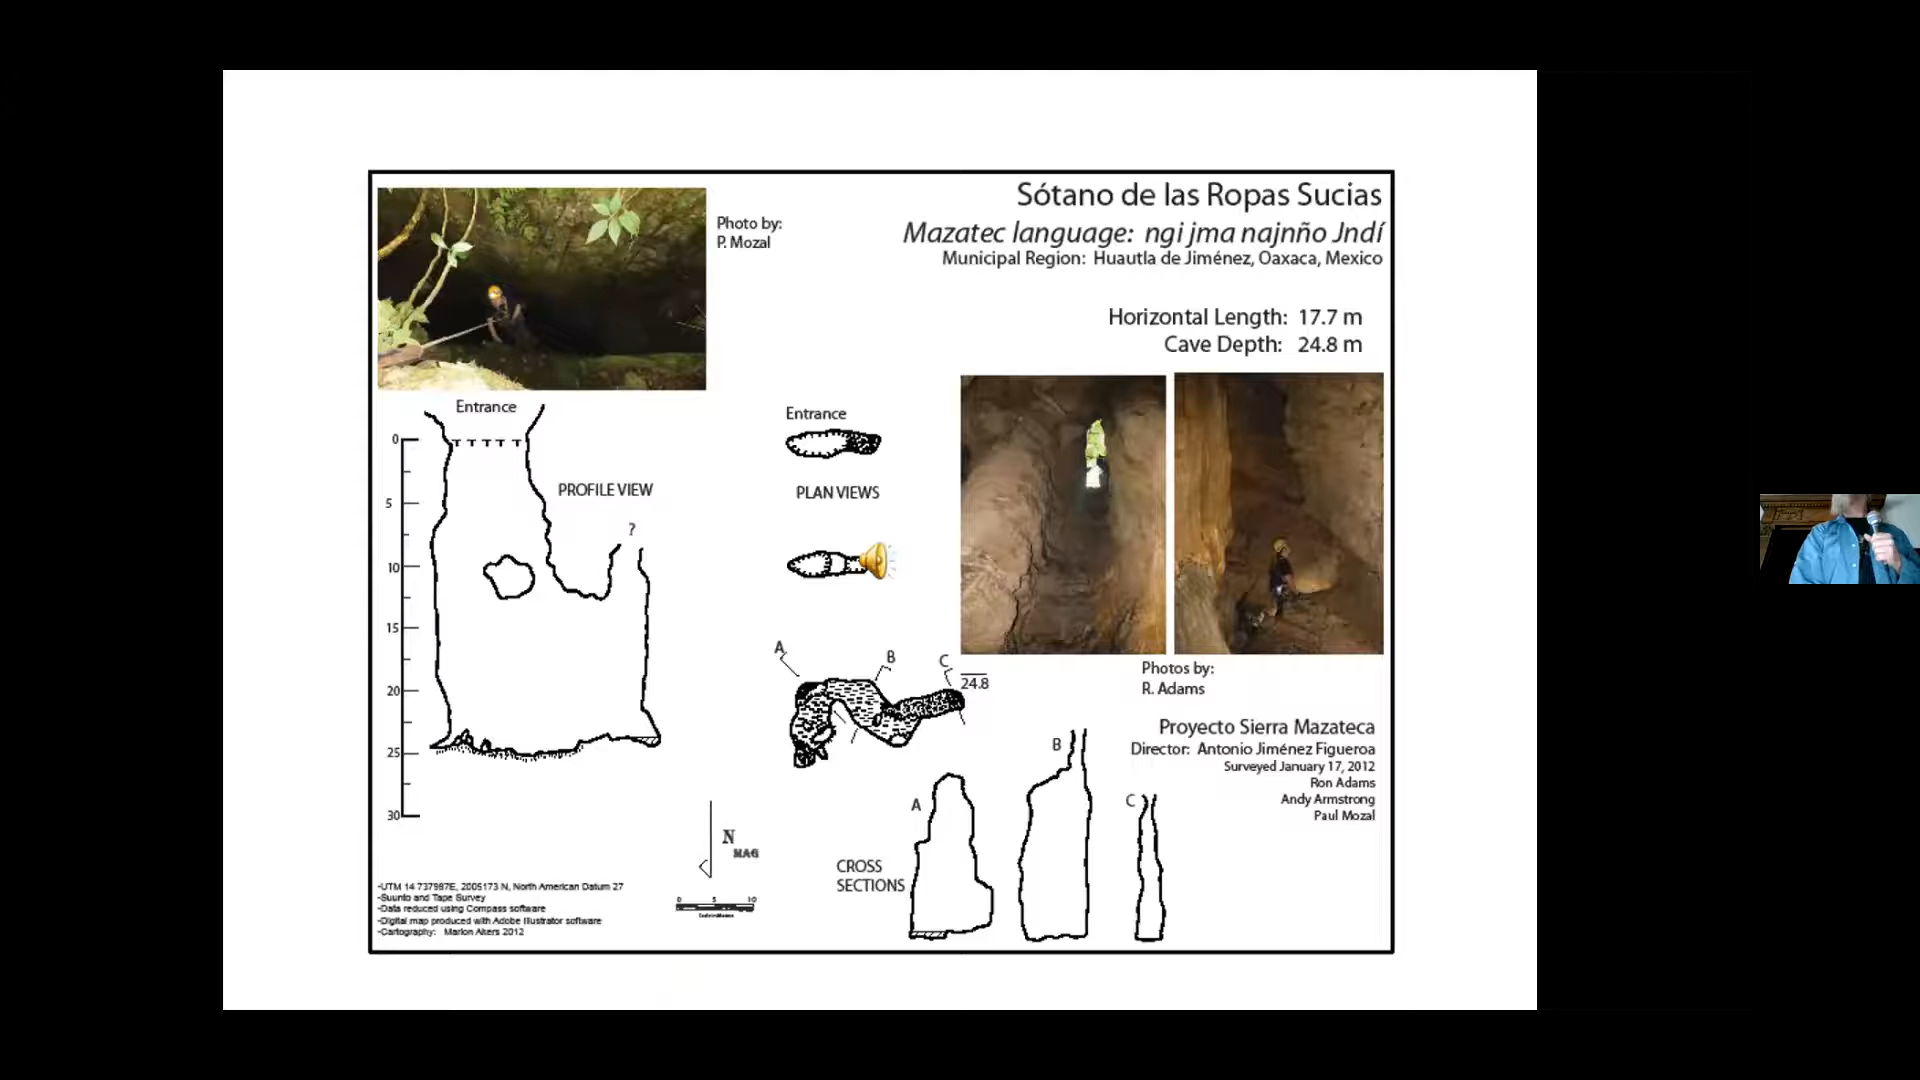 Sótano de las Ropas Sucias
Mazatec language: ngi jma najnño Jndí
Municipal Region: Huautla de Jiménez, Oaxaca, Mexico
Photo by:
P. Mozal
Horizontal Length: 17.7 m
Cave Depth: 24.8 m
Entrance
0
5
10
15
20
25
30
PROFILE VIEW
?
Entrance
PLAN VIEWS
A
B
C
24.8
Photos by:
R. Adams
Proyecto Sierra Mazateca
Director: Antonio Jiménez Figueroa
Surveyed January 17, 2012
Ron Adams
Andy Armstrong
Paul Mozal
A
B
C
CROSS
SECTIONS
N
MAG
0 5 10
-UTM 14 737987E, 2005173 N, North American Datum 27
-Suunto and Tape Survey
-Data reduced using Compass software
-Digital map produced with Adobe Illustrator software
-Cartography: Marion Akers 2012